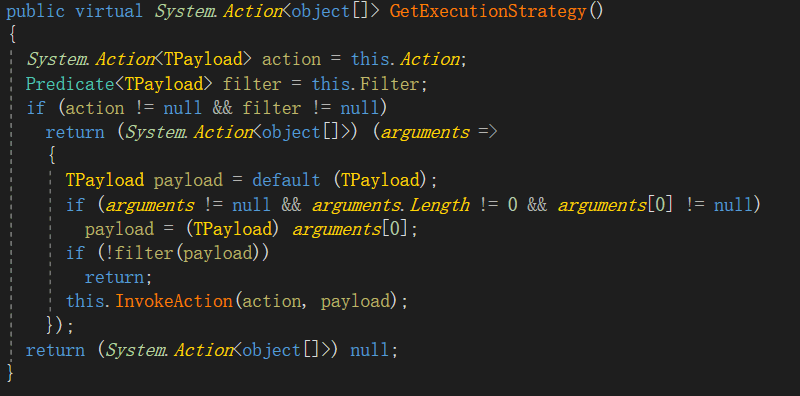 public virtual System.Action<object[]> GetExecutionStrategy()
{
  System.Action<TPayload> action = this.Action;
  Predicate<TPayload> filter = this.Filter;
  if (action != null && filter != null)
    return (System.Action<object[]>) (arguments =>
    {
      TPayload payload = default (TPayload);
      if (arguments != null && arguments.Length != 0 && arguments[0] != null)
        payload = (TPayload) arguments[0];
      if (!filter(payload))
        return;
      this.InvokeAction(action, payload);
    });
  return (System.Action<object[]>) null;
}